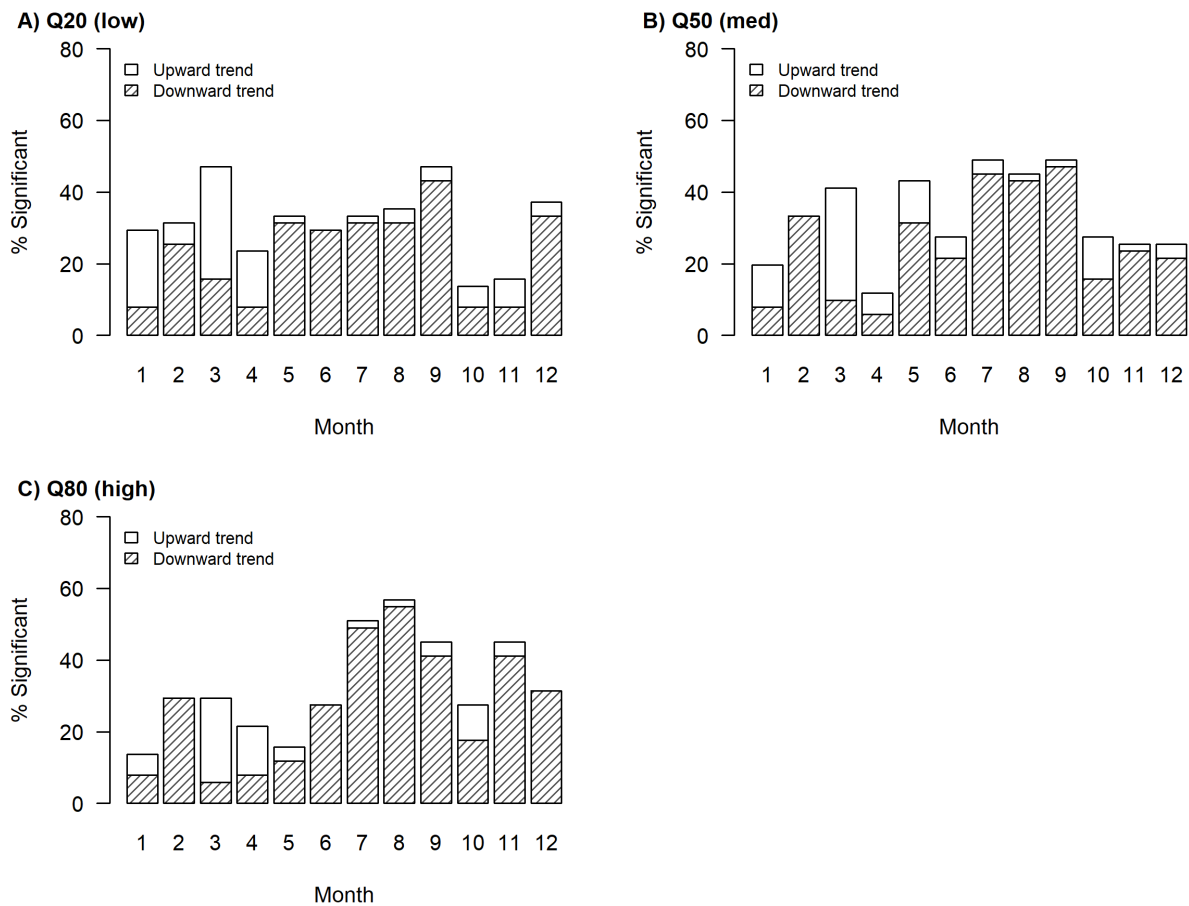 A) Q20 (low)
80
60
40
20
0
% Significant
Upward trend
Downward trend
1 2 3 4 5 6 7 8 9 10 11 12
Month
B) Q50 (med)
80
60
40
20
0
% Significant
Upward trend
Downward trend
1 2 3 4 5 6 7 8 9 10 11 12
Month
C) Q80 (high)
80
60
40
20
0
% Significant
Upward trend
Downward trend
1 2 3 4 5 6 7 8 9 10 11 12
Month